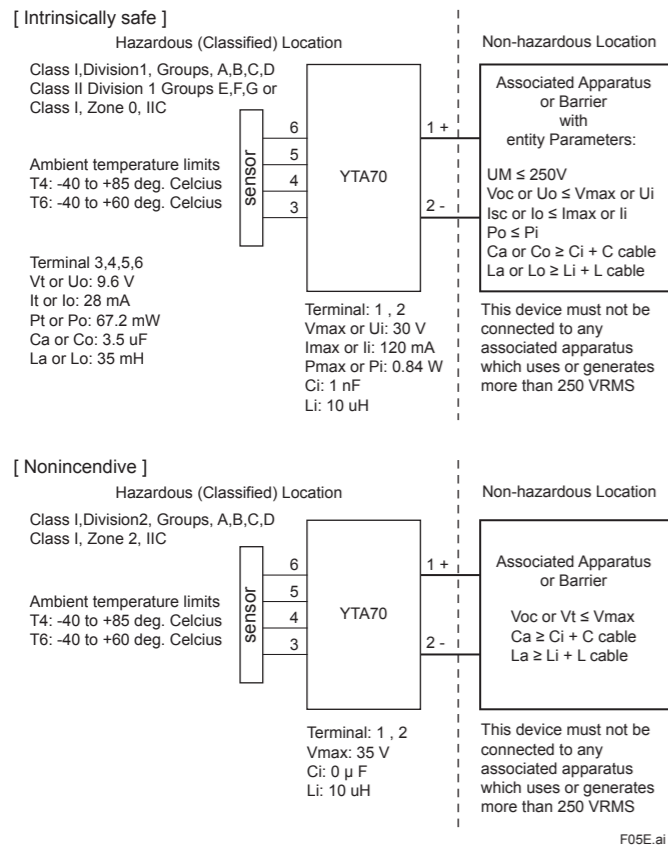 [ Intrinsically safe ]
Hazardous (Classified) Location
Non-hazardous Location
Class I,Division1, Groups, A,B,C,D
Class II Division 1 Groups E,F,G or
Class I, Zone 0, IIC
Ambient temperature limits
T4: -40 to +85 deg. Celcius
T6: -40 to +60 deg. Celcius
Terminal 3,4,5,6
Vt or Uo: 9.6 V
It or Io: 28 mA
Pt or Po: 67.2 mW
Ca or Co: 3.5 uF
La or Lo: 35 mH
sensor
6
5
4
3
YTA70
1 +
2 -
Terminal: 1 , 2
Vmax or Ui: 30 V
Imax or Ii: 120 mA
Pmax or Pi: 0.84 W
Ci: 1 nF
Li: 10 uH
Associated Apparatus
or Barrier
with
entity Parameters:
UM ≤ 250V
Voc or Uo ≤ Vmax or Ui
Isc or Io ≤ Imax or Ii
Po ≤ Pi
Ca or Co ≥ Ci + C cable
La or Lo ≥ Li + L cable
This device must not be
connected to any
associated apparatus
which uses or generates
more than 250 VRMS
[ Nonincendive ]
Hazardous (Classified) Location
Non-hazardous Location
Class I,Division2, Groups, A,B,C,D
Class I, Zone 2, IIC
Ambient temperature limits
T4: -40 to +85 deg. Celcius
T6: -40 to +60 deg. Celcius
sensor
6
5
4
3
YTA70
1 +
2 -
Terminal: 1 , 2
Vmax: 35 V
Ci: 0 µ F
Li: 10 uH
Associated Apparatus
or Barrier
Voc or Vt ≤ Vmax
Ca ≥ Ci + C cable
La ≥ Li + L cable
This device must not be
connected to any
associated apparatus
which uses or generates
more than 250 VRMS
F05E.ai